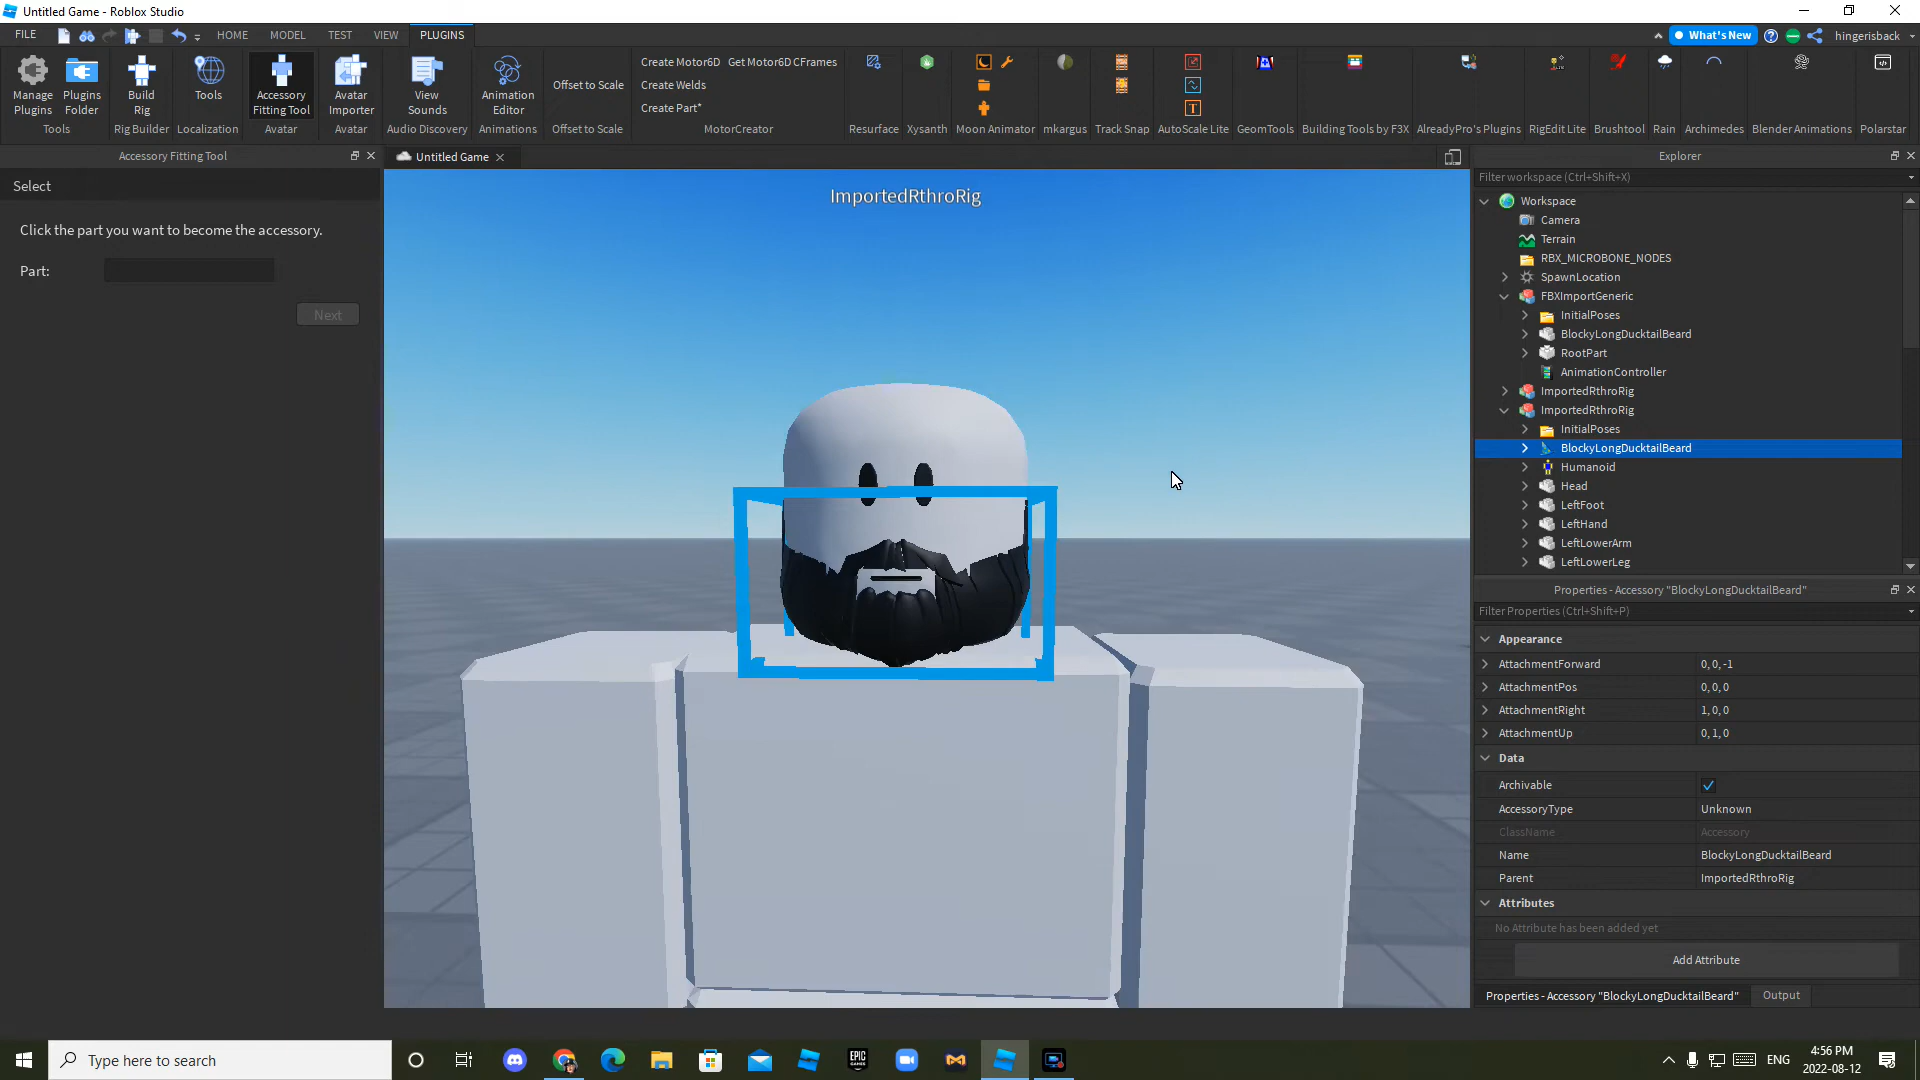 Untitled Game - Roblox Studio
FILE
HOME
MODEL
TEST
VIEW
PLUGINS
What's New
hingerisback
Manage Plugins
Plugins Folder
Tools
Build Rig
Rig Builder
Tools
Localization
Accessory Fitting Tool
Avatar
Avatar Importer
Avatar
View Sounds
Audio Discovery
Animation Editor
Animations
Offset to Scale
Offset to Scale
Create Motor6D
Get Motor6D CFrames
Create Welds
Create Part*
MotorCreator
Resurface
Xysanth
Moon Animator
mkargus
Track Snap
AutoScale Lite
GeomTools
Building Tools by F3X
AlreadyPro's Plugins
RigEdit Lite
Brushtool
Rain
Archimedes
Blender Animations
Polarstar
Accessory Fitting Tool
Select
Click the part you want to become the accessory.
Part:
Next
Untitled Game
ImportedRthroRig
Explorer
Filter workspace (Ctrl+Shift+X)
Workspace
Camera
Terrain
RBX_MICROBONE_NODES
SpawnLocation
FBXImportGeneric
InitialPoses
BlockyLongDucktailBeard
RootPart
AnimationController
ImportedRthroRig
ImportedRthroRig
InitialPoses
BlockyLongDucktailBeard
Humanoid
Head
LeftFoot
LeftHand
LeftLowerArm
LeftLowerLeg
Properties - Accessory "BlockyLongDucktailBeard"
Filter Properties (Ctrl+Shift+P)
Appearance
AttachmentForward 0, 0, -1
AttachmentPos 0, 0, 0
AttachmentRight 1, 0, 0
AttachmentUp 0, 1, 0
Data
Archivable
AccessoryType Unknown
ClassName Accessory
Name BlockyLongDucktailBeard
Parent ImportedRthroRig
Attributes
No Attribute has been added yet
Add Attribute
Properties - Accessory "BlockyLongDucktailBeard"
Output
Type here to search
EPIC GAMES
ENG
4:56 PM
2022-08-12